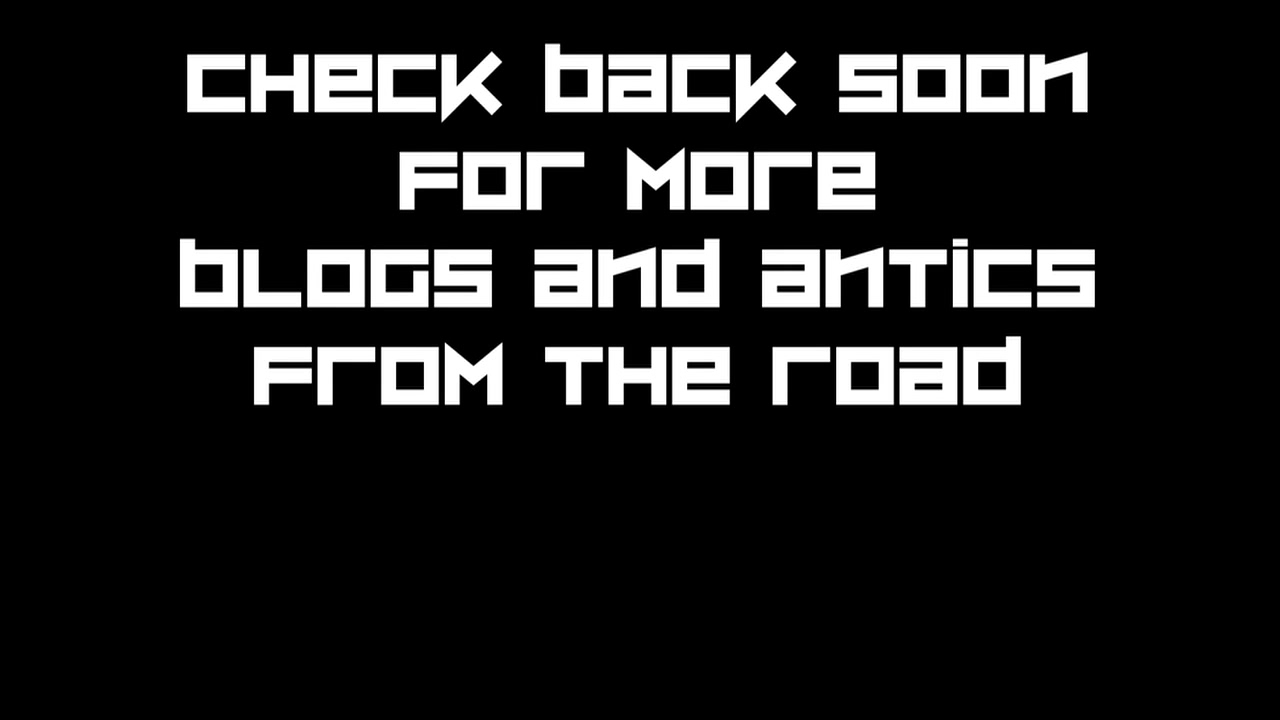 check back soon
for more
blogs and antics
from the road